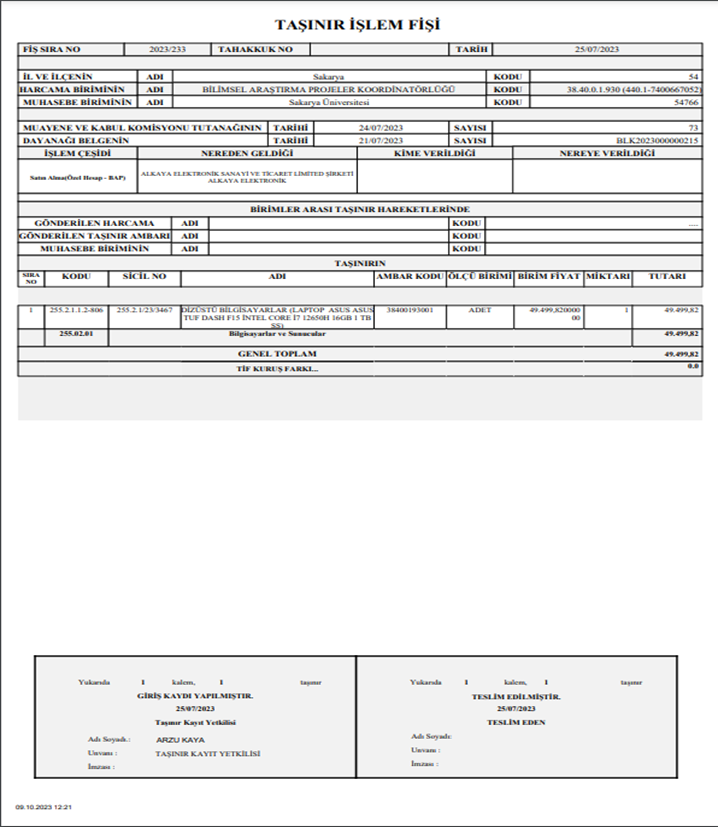 TAŞINIR İŞLEM FİŞİ
FİŞ SIRA NO 2023/233 TAHAKKUK NO TARİH 25/07/2023
İL VE İLÇENİN ADI Sakarya KODU 54
HARCAMA BİRİMİNİN ADI BİLİMSEL ARAŞTIRMA PROJELER KOORDİNATÖRLÜĞÜ KODU 38.40.0.1.930 (440.1-7400667052)
MUHASEBE BİRİMİNİN ADI Sakarya Üniversitesi KODU 54766
MUAYENE VE KABUL KOMİSYONU TUTANAĞININ TARİHİ 24/07/2023 SAYISI 73
DAYANAĞI BELGENİN TARİHİ 21/07/2023 SAYISI BLK2023000000215
İŞLEM ÇEŞİDİ NEREDEN GELDİĞİ KİME VERİLDİĞİ NEREYE VERİLDİĞİ
Satın Alma(Özel Hesap - BAP) ALKAYA ELEKTRONİK SANAYİ VE TİCARET LİMİTED ŞİRKETİ
ALKAYA ELEKTRONİK
BİRİMLER ARASI TAŞINIR HAREKETLERİNDE
GÖNDERİLEN HARCAMA ADI KODU ....
GÖNDERİLEN TAŞINIR AMBARI ADI KODU
MUHASEBE BİRİMİNİN ADI KODU
TAŞINIRIN
SIRA NO KODU SİCİL NO ADI AMBAR KODU ÖLÇÜ BİRİMİ BİRİM FİYAT MİKTARI TUTARI
1 255.2.1.1.2-806 255.2.1/23/3467 DİZÜSTÜ BİLGİSAYARLAR (LAPTOP ASUS ASUS 38400193001 ADET 49.499,820000 1 49.499,82
TUF DASH F15 İNTEL CORE İ7 12650H 16GB 1 TB 00
SS)
255.02.01 Bilgisayarlar ve Sunucular 49.499,82
GENEL TOPLAM 49.499,82
TİF KURUŞ FARKI... 0.0
Yukarıda 1 kalem, 1 taşınır
GİRİŞ KAYDI YAPILMIŞTIR.
25/07/2023
Taşınır Kayıt Yetkilisi
Adı Soyadı.: ARZU KAYA
Unvanı : TAŞINIR KAYIT YETKİLİSİ
İmzası :
Yukarıda 1 kalem, 1 taşınır
TESLİM EDİLMİŞTİR.
25/07/2023
TESLİM EDEN
Adı Soyadı:
Unvanı :
İmzası :
09.10.2023 12:21